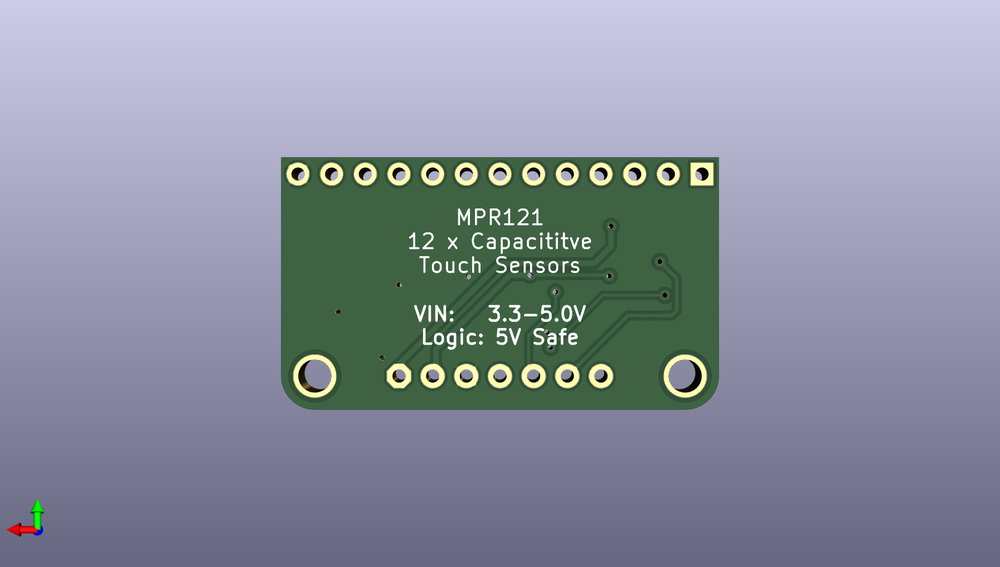 MPR121
12 x Capacititve
Touch Sensors
VIN: 3.3-5.0V
Logic: 5V Safe